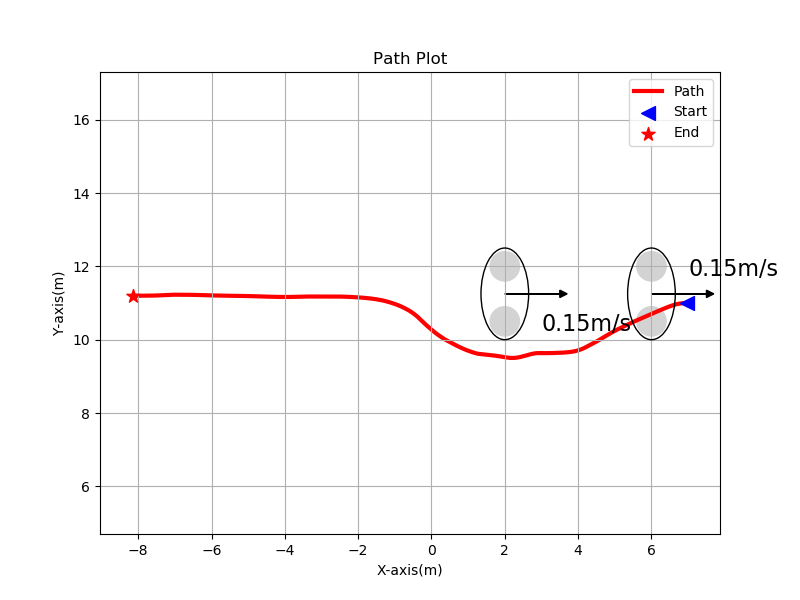 Path Plot
Path
Start
End
0.15m/s
0.15m/s
Y-axis(m)
16
14
12
10
8
6
−8
−6
−4
−2
0
2
4
6
X-axis(m)